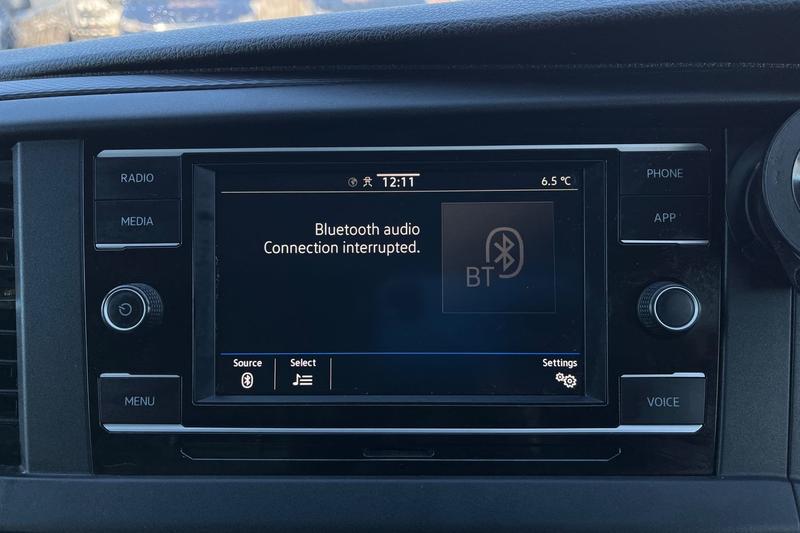 RADIO
MEDIA
MENU
12:11
6.5 °C
Bluetooth audio
Connection interrupted.
BT
Source
Select
Settings
PHONE
APP
VOICE